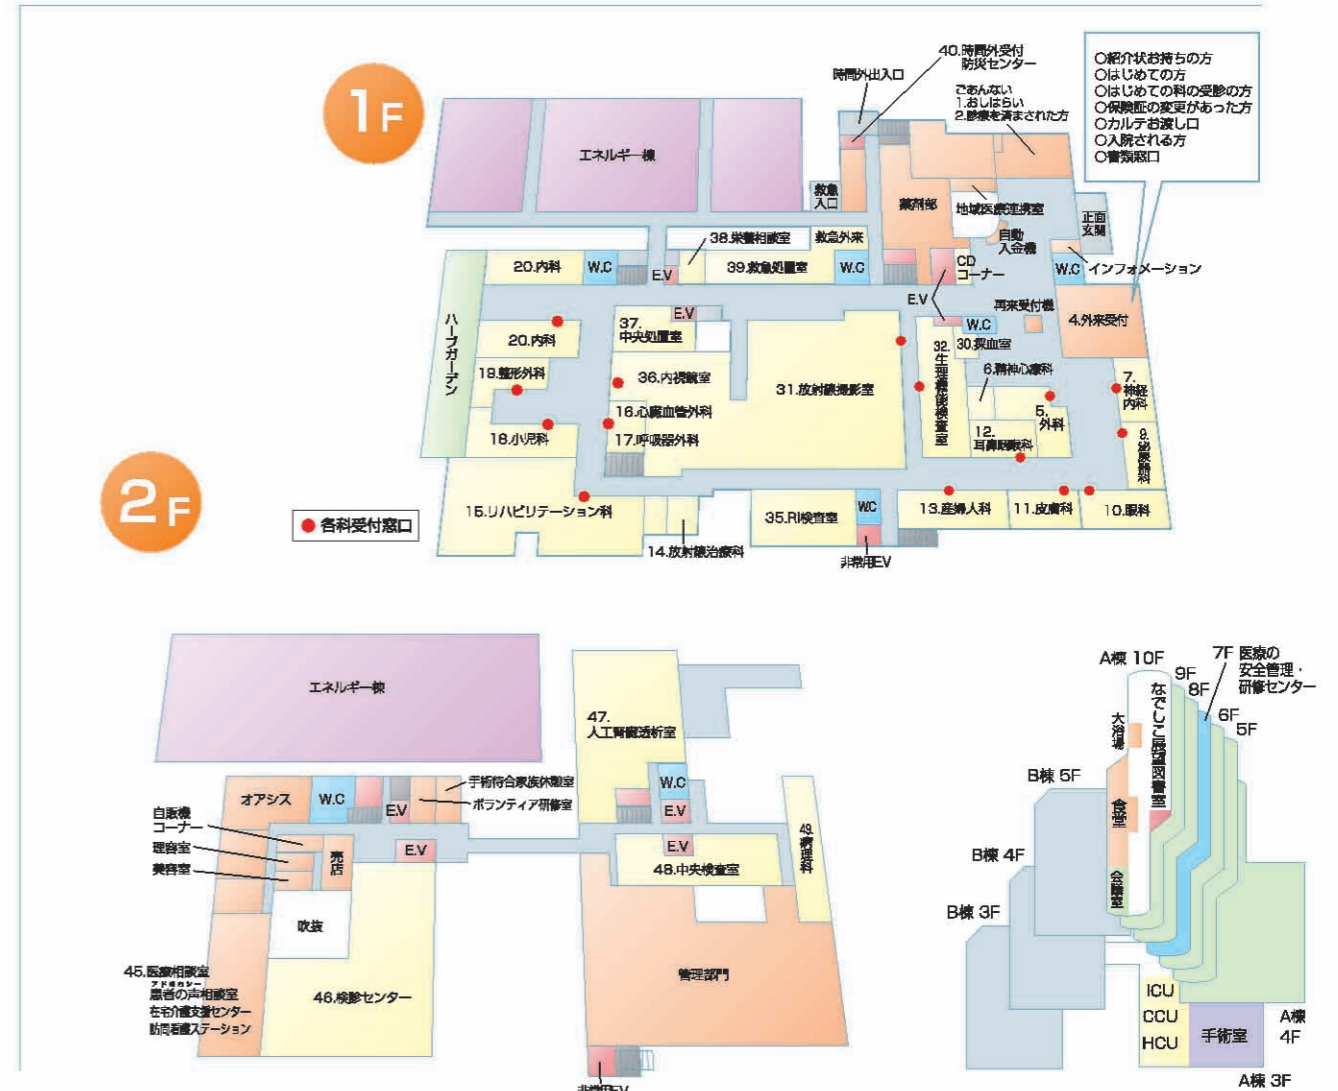 1F
40.時間外受付
防災センター
時間外出入口
ごあんない
1.おしはらい
2.診療を済まされた方
○紹介状お持ちの方
○はじめての方
○はじめての科の受診の方
○保険証の変更があった方
○カルテお渡し口
○入院される方
○書類窓口
エネルギー棟
救急
入口
薬剤部
地域医療連携室
正面
玄関
自動
入金機
38.栄養相談室
救急外来
20.内科
W.C
E.V
39.救急処置室
W.C
CD
コーナー
W.C
インフォメーション
E.V
再来受付機
4.外来受付
ハーブガーデン
E.V
37.
中央処置室
W.C
30.採血室
20.内科
32.生理機能検査室
6.精神心療科
19.整形外科
36.内視鏡室
31.放射線撮影室
7.
神経
内科
16.心臓血管外科
5.
外科
18.小児科
17.呼吸器外科
12.
耳鼻咽喉科
9.泌尿器科
2F
各科受付窓口
15.リハビリテーション科
35.RI検査室
W.C
13.産婦人科
11.皮膚科
10.眼科
14.放射線治療科
非常用EV
エネルギー棟
47.
人工腎臓透析室
A棟 10F
9F
8F
7F 医療の
安全管理・
研修センター
6F
5F
大浴場
なでしこ展望図書室
B棟 5F
食堂
オアシス
W.C
E.V
手術待合家族休憩室
ボランティア研修室
W.C
E.V
自販機
コーナー
理容室
美容室
売店
E.V
E.V
48.中央検査室
49.病理科
B棟 4F
会議室
B棟 3F
吹抜
45.医療相談室
アドボカシー
患者の声相談室
在宅介護支援センター
訪問看護ステーション
46.検診センター
管理部門
ICU
CCU
HCU
手術室
A棟
4F
A棟 3F
非常用EV